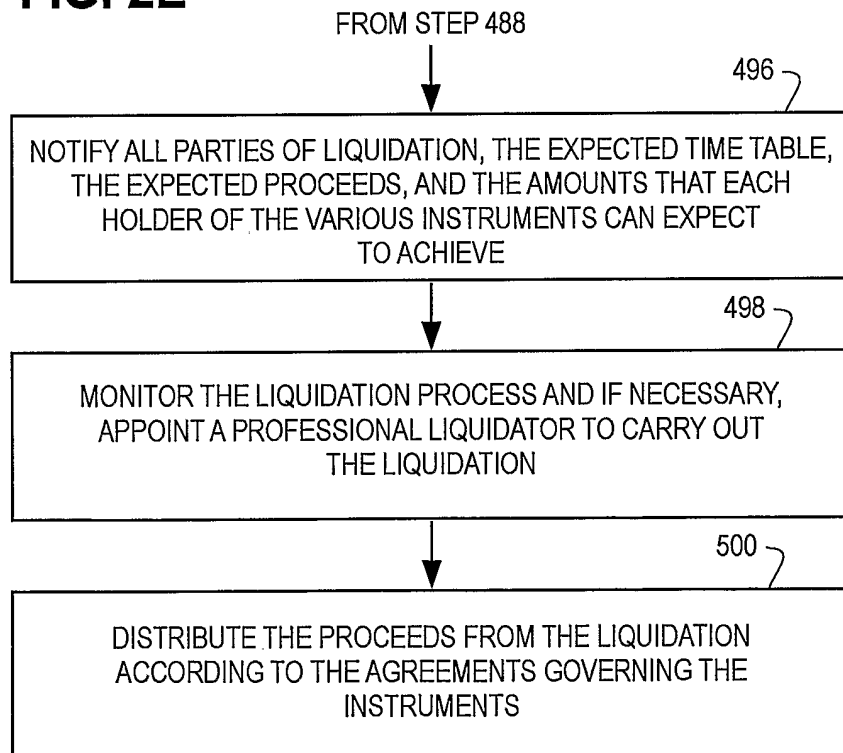 FIG. 2E
FROM STEP 488
496
NOTIFY ALL PARTIES OF LIQUIDATION, THE EXPECTED TIME TABLE,
THE EXPECTED PROCEEDS, AND THE AMOUNTS THAT EACH
HOLDER OF THE VARIOUS INSTRUMENTS CAN EXPECT
TO ACHIEVE
498
MONITOR THE LIQUIDATION PROCESS AND IF NECESSARY,
APPOINT A PROFESSIONAL LIQUIDATOR TO CARRY OUT
THE LIQUIDATION
500
DISTRIBUTE THE PROCEEDS FROM THE LIQUIDATION
ACCORDING TO THE AGREEMENTS GOVERNING THE
INSTRUMENTS